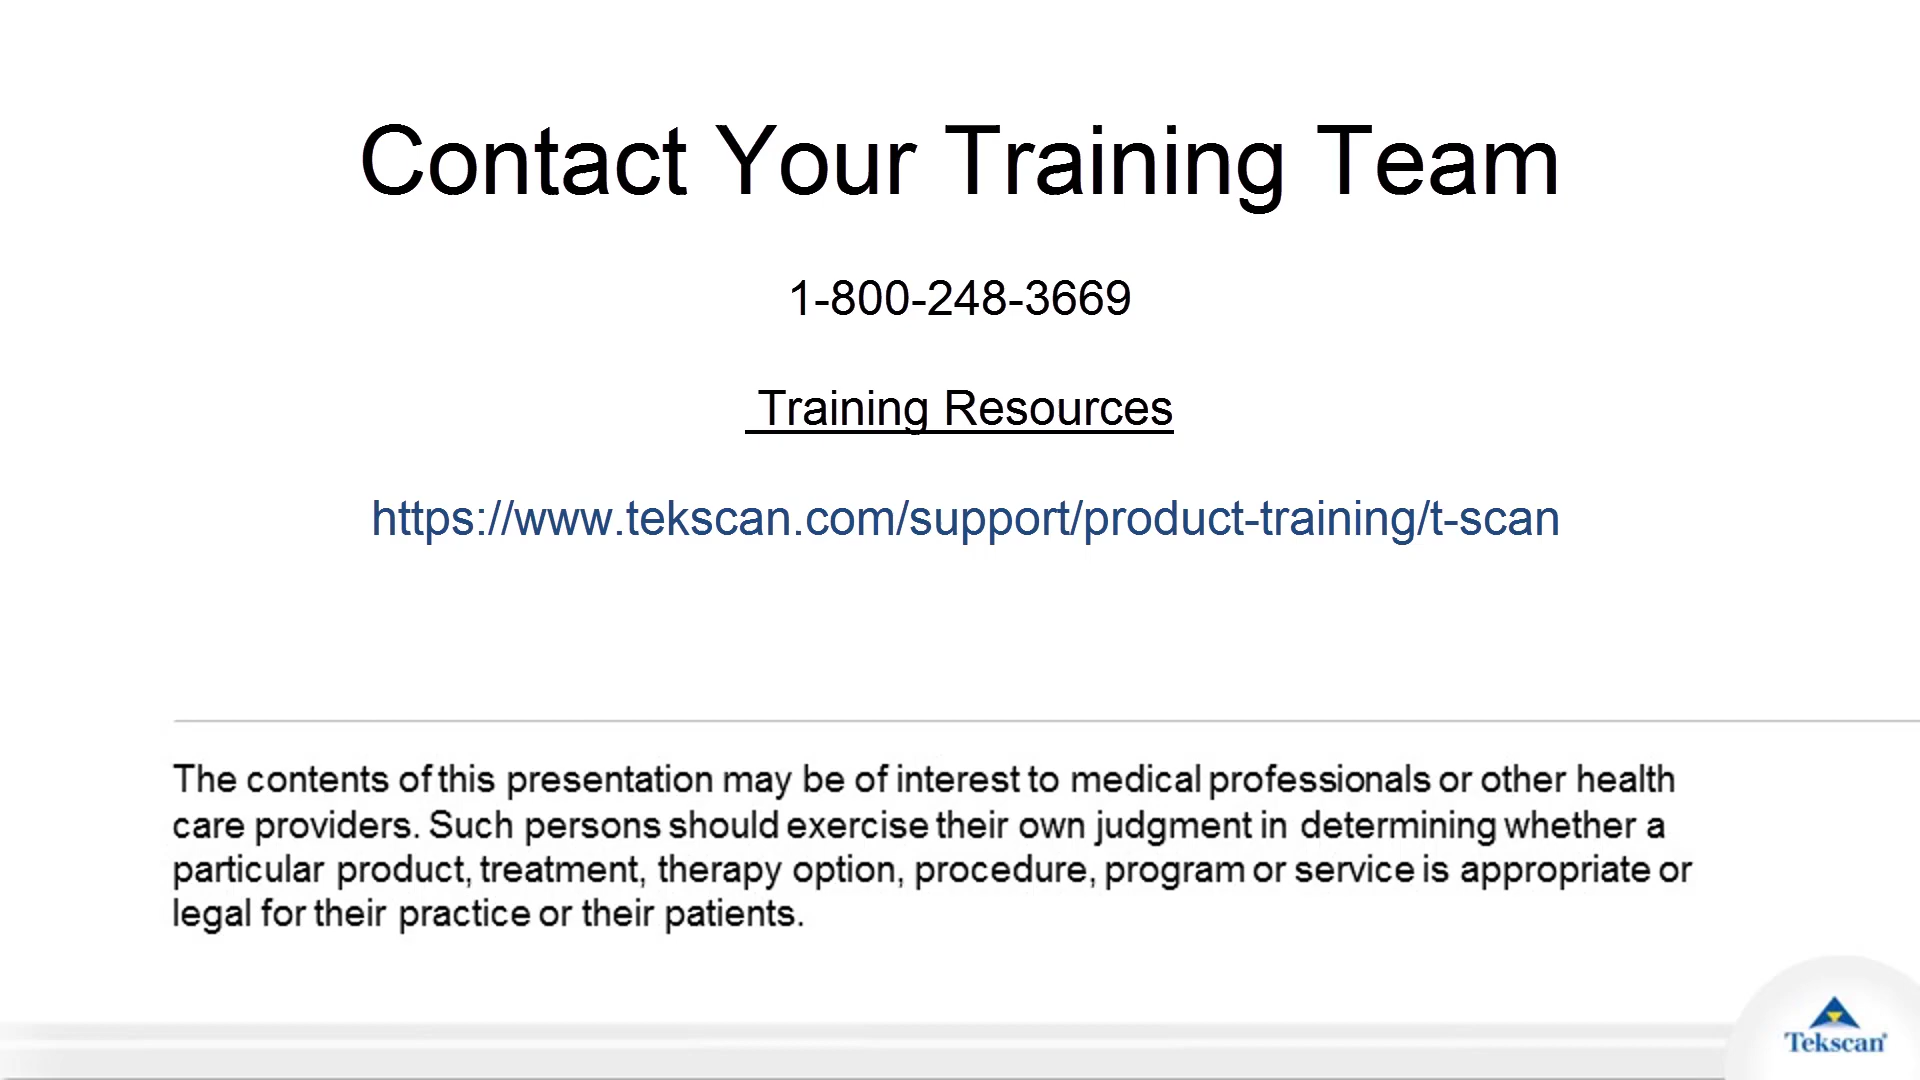 Contact Your Training Team
1-800-248-3669
Training Resources
https://www.tekscan.com/support/product-training/t-scan
The contents of this presentation may be of interest to medical professionals or other health
care providers. Such persons should exercise their own judgment in determining whether a
particular product, treatment, therapy option, procedure, program or service is appropriate or
legal for their practice or their patients.
Tekscan®